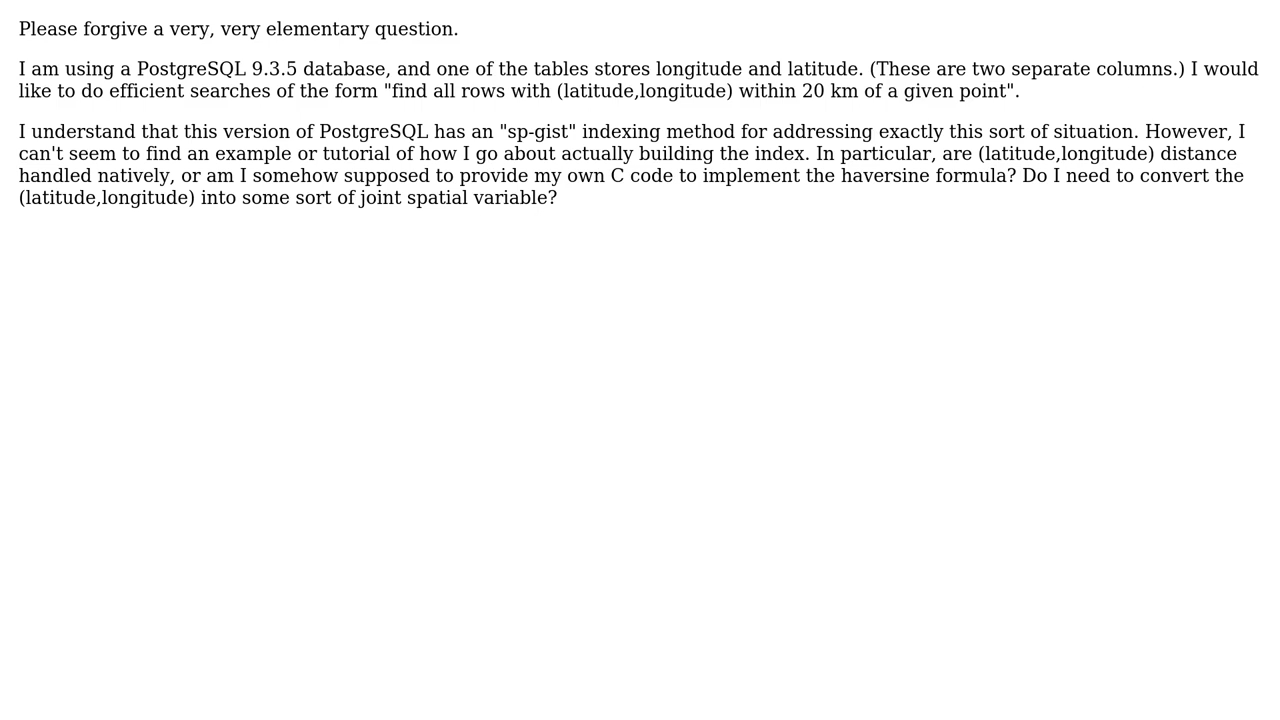 Please forgive a very, very elementary question.
I am using a PostgreSQL 9.3.5 database, and one of the tables stores longitude and latitude. (These are two separate columns.) I would
like to do efficient searches of the form "find all rows with (latitude,longitude) within 20 km of a given point".
I understand that this version of PostgreSQL has an "sp-gist" indexing method for addressing exactly this sort of situation. However, I
can't seem to find an example or tutorial of how I go about actually building the index. In particular, are (latitude,longitude) distance
handled natively, or am I somehow supposed to provide my own C code to implement the haversine formula? Do I need to convert the
(latitude,longitude) into some sort of joint spatial variable?